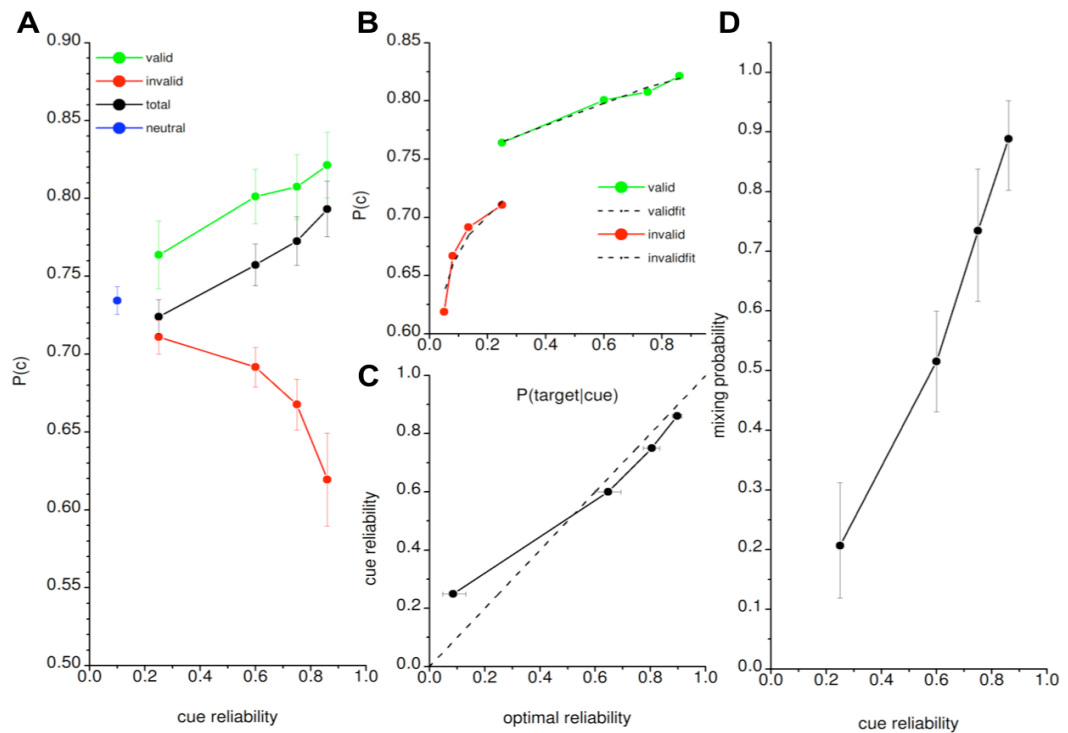 A
P(c)
0.90
0.85
0.80
0.75
0.70
0.65
0.60
0.55
0.50
valid
invalid
total
neutral
0.0 0.2 0.4 0.6 0.8 1.0
cue reliability
B
P(c)
0.85
0.80
0.75
0.70
0.65
0.60
valid
validfit
invalid
invalidfit
0.0 0.2 0.4 0.6 0.8 1.0
C
P(target|cue)
cue reliability
1.0
0.8
0.6
0.4
0.2
0.0
0.0 0.2 0.4 0.6 0.8 1.0
optimal reliability
D
mixing probability
1.0
0.9
0.8
0.7
0.6
0.5
0.4
0.3
0.2
0.1
0.0
0.0 0.2 0.4 0.6 0.8 1.0
cue reliability